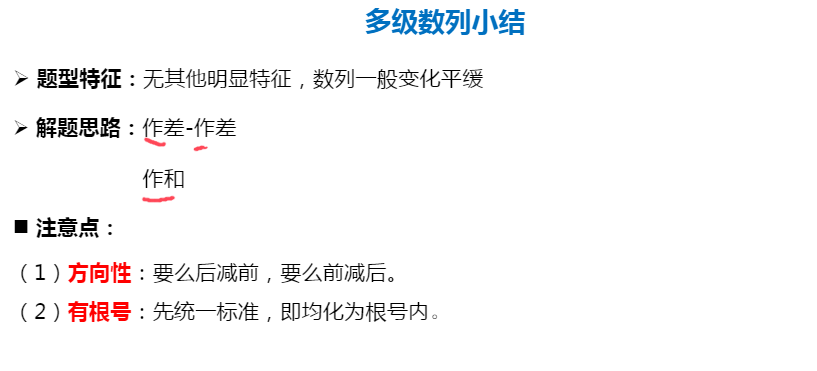 多级数列小结
➢ 题型特征：无其他明显特征，数列一般变化平缓
➢ 解题思路：作差-作差
作和
■ 注意点：
（1）方向性：要么后减前，要么前减后。
（2）有根号：先统一标准，即均化为根号内。